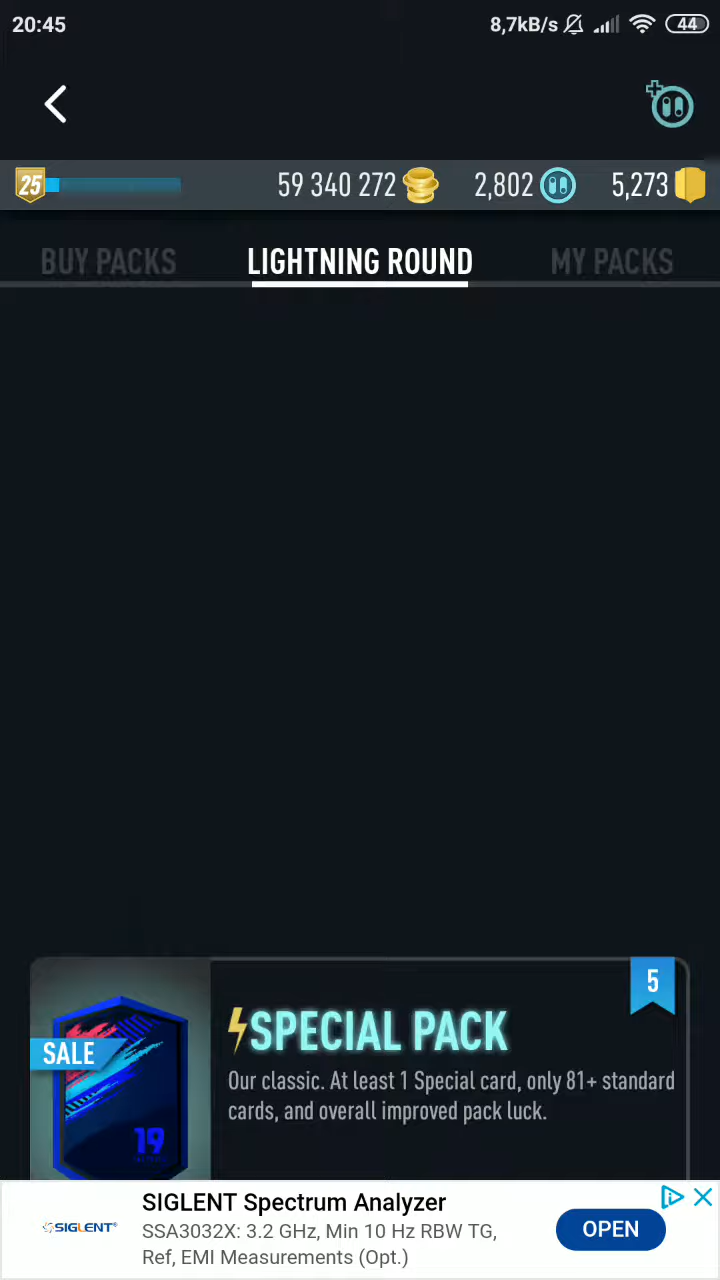 20:45
8,7kB/s
44
25
59 340 272
2,802
5,273
BUY PACKS
LIGHTNING ROUND
MY PACKS
5
SPECIAL PACK
SALE
Our classic. At least 1 Special card, only 81+ standard
cards, and overall improved pack luck.
19
SIGLENT Spectrum Analyzer
SIGLENT
SSA3032X: 3.2 GHz, Min 10 Hz RBW TG,
Ref, EMI Measurements (Opt.)
OPEN